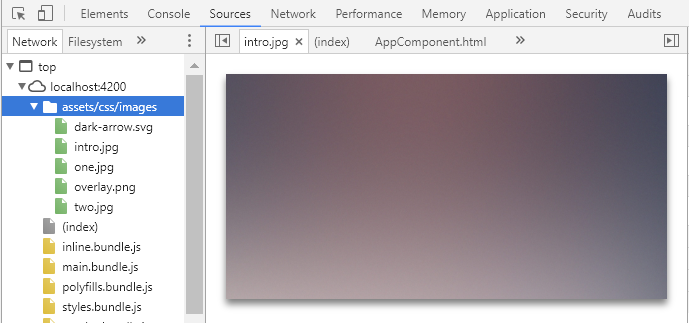 Elements Console Sources Network Performance Memory Application Security Audits
Network Filesystem » intro.jpg × (index) AppComponent.html »
top
localhost:4200
assets/css/images
dark-arrow.svg
intro.jpg
one.jpg
overlay.png
two.jpg
(index)
inline.bundle.js
main.bundle.js
polyfills.bundle.js
styles.bundle.js